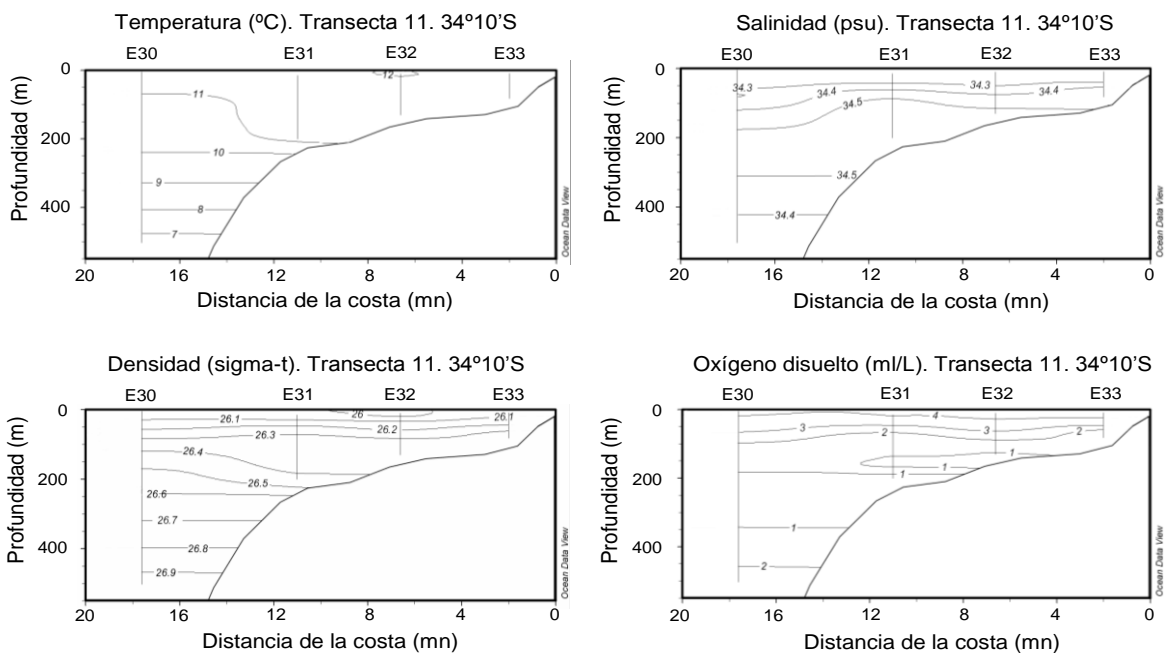 Temperatura (ºC). Transecta 11. 34º10’S
E30 E31 E32 E33
0
12
11
200
10
9
400
8
7
20 16 12 8 4 0
Profundidad (m)
Distancia de la costa (mn)
Ocean Data View
Salinidad (psu). Transecta 11. 34º10’S
E30 E31 E32 E33
0
34.3 34.3
34.4 34.4
34.5
200
34.5
400
34.4
20 16 12 8 4 0
Profundidad (m)
Distancia de la costa (mn)
Ocean Data View
Densidad (sigma-t). Transecta 11. 34º10’S
E30 E31 E32 E33
0
26
26.1 26.1
26.2
26.3
26.4
200
26.5
26.6
26.7
400
26.8
26.9
20 16 12 8 4 0
Profundidad (m)
Distancia de la costa (mn)
Ocean Data View
Oxígeno disuelto (ml/L). Transecta 11. 34º10’S
E30 E31 E32 E33
0
4
3 3
2 2
1
1
200
1
1
400
2
20 16 12 8 4 0
Profundidad (m)
Distancia de la costa (mn)
Ocean Data View